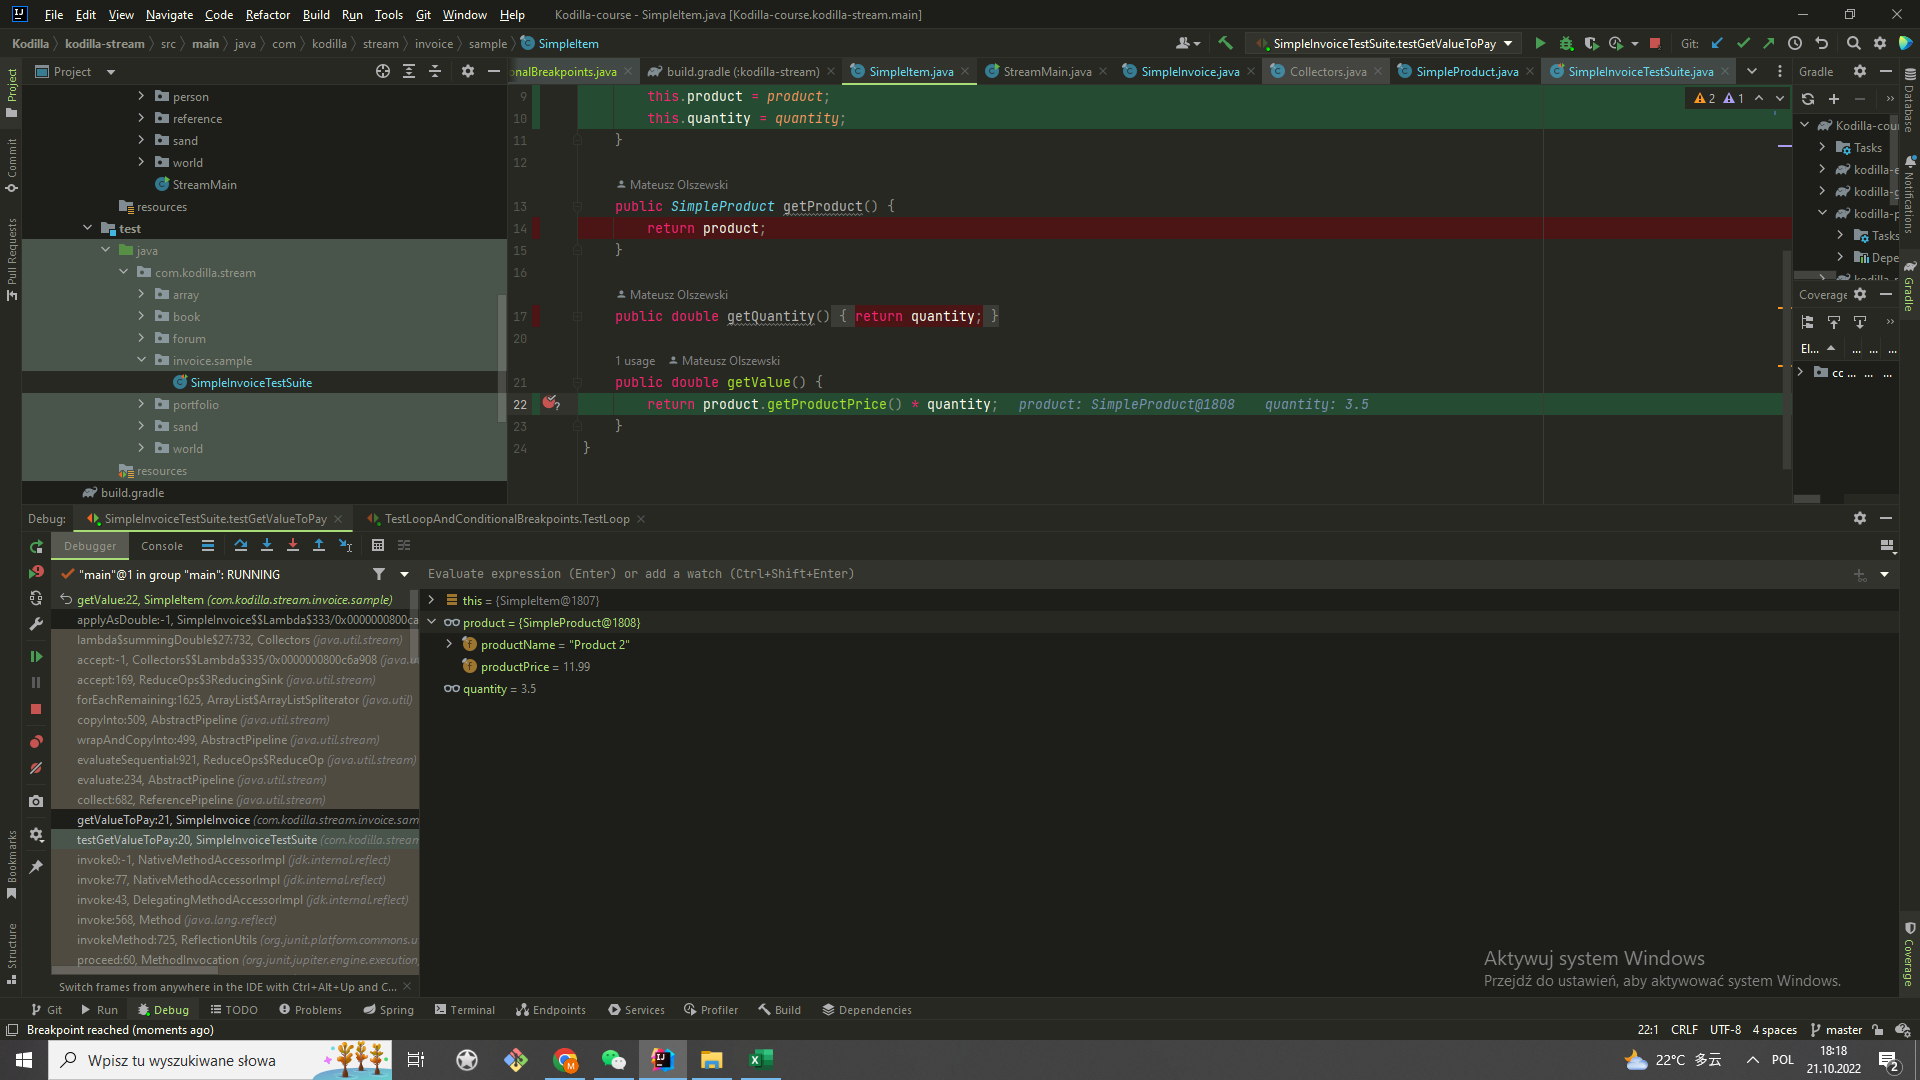 File Edit View Navigate Code Refactor Build Run Tools Git Window Help Kodilla-course - SimpleItem.java [Kodilla-course.kodilla-stream.main]
Kodilla kodilla-stream src main java com kodilla stream invoice sample SimpleItem SimpleInvoiceTestSuite.testGetValueToPay Git:
Project onalBreakpoints.java build.gradle (:kodilla-stream) SimpleItem.java StreamMain.java SimpleInvoice.java Collectors.java SimpleProduct.java SimpleInvoiceTestSuite.java Gradle
person
reference
sand
world
StreamMain
resources
test
java
com.kodilla.stream
array
book
forum
invoice.sample
SimpleInvoiceTestSuite
portfolio
sand
world
resources
build.gradle
9 this.product = product;
10 this.quantity = quantity;
11 }
12
Mateusz Olszewski
13 public SimpleProduct getProduct() {
14 return product;
15 }
16
Mateusz Olszewski
17 public double getQuantity() { return quantity; }
20
1 usage Mateusz Olszewski
21 public double getValue() {
22 return product.getProductPrice() * quantity; product: SimpleProduct@1808 quantity: 3.5
23 }
24 }
2 1
Kodilla-cou
Tasks
kodilla-e
kodilla-g
kodilla-p
Tasks
Depe
Coverage
El... ... ... ...
cc ... ... ...
Project
Commit
Pull Requests
Bookmarks
Structure
Database
Notifications
Gradle
Coverage
Debug: SimpleInvoiceTestSuite.testGetValueToPay TestLoopAndConditionalBreakpoints.TestLoop
Debugger Console
"main"@1 in group "main": RUNNING
getValue:22, SimpleItem (com.kodilla.stream.invoice.sample)
applyAsDouble:-1, SimpleInvoice$$Lambda$333/0x0000000800ca
lambda$summingDouble$27:732, Collectors (java.util.stream)
accept:-1, Collectors$$Lambda$335/0x0000000800c6a908 (java.u
accept:169, ReduceOps$3ReducingSink (java.util.stream)
forEachRemaining:1625, ArrayList$ArrayListSpliterator (java.util)
copyInto:509, AbstractPipeline (java.util.stream)
wrapAndCopyInto:499, AbstractPipeline (java.util.stream)
evaluateSequential:921, ReduceOps$ReduceOp (java.util.stream)
evaluate:234, AbstractPipeline (java.util.stream)
collect:682, ReferencePipeline (java.util.stream)
getValueToPay:21, SimpleInvoice (com.kodilla.stream.invoice.sam
testGetValueToPay:20, SimpleInvoiceTestSuite (com.kodilla.stream
invoke0:-1, NativeMethodAccessorImpl (jdk.internal.reflect)
invoke:77, NativeMethodAccessorImpl (jdk.internal.reflect)
invoke:43, DelegatingMethodAccessorImpl (jdk.internal.reflect)
invoke:568, Method (java.lang.reflect)
invokeMethod:725, ReflectionUtils (org.junit.platform.commons.u
proceed:60, MethodInvocation (org.junit.jupiter.engine.execution
Switch frames from anywhere in the IDE with Ctrl+Alt+Up and C...
Evaluate expression (Enter) or add a watch (Ctrl+Shift+Enter)
this = {SimpleItem@1807}
product = {SimpleProduct@1808}
productName = "Product 2"
productPrice = 11.99
quantity = 3.5
Aktywuj system Windows
Przejdź do ustawień, aby aktywować system Windows.
Git Run Debug TODO Problems Spring Terminal Endpoints Services Profiler Build Dependencies
Breakpoint reached (moments ago) 22:1 CRLF UTF-8 4 spaces master
Wpisz tu wyszukiwane słowa 22°C 多云 POL 18:18
21.10.2022 2